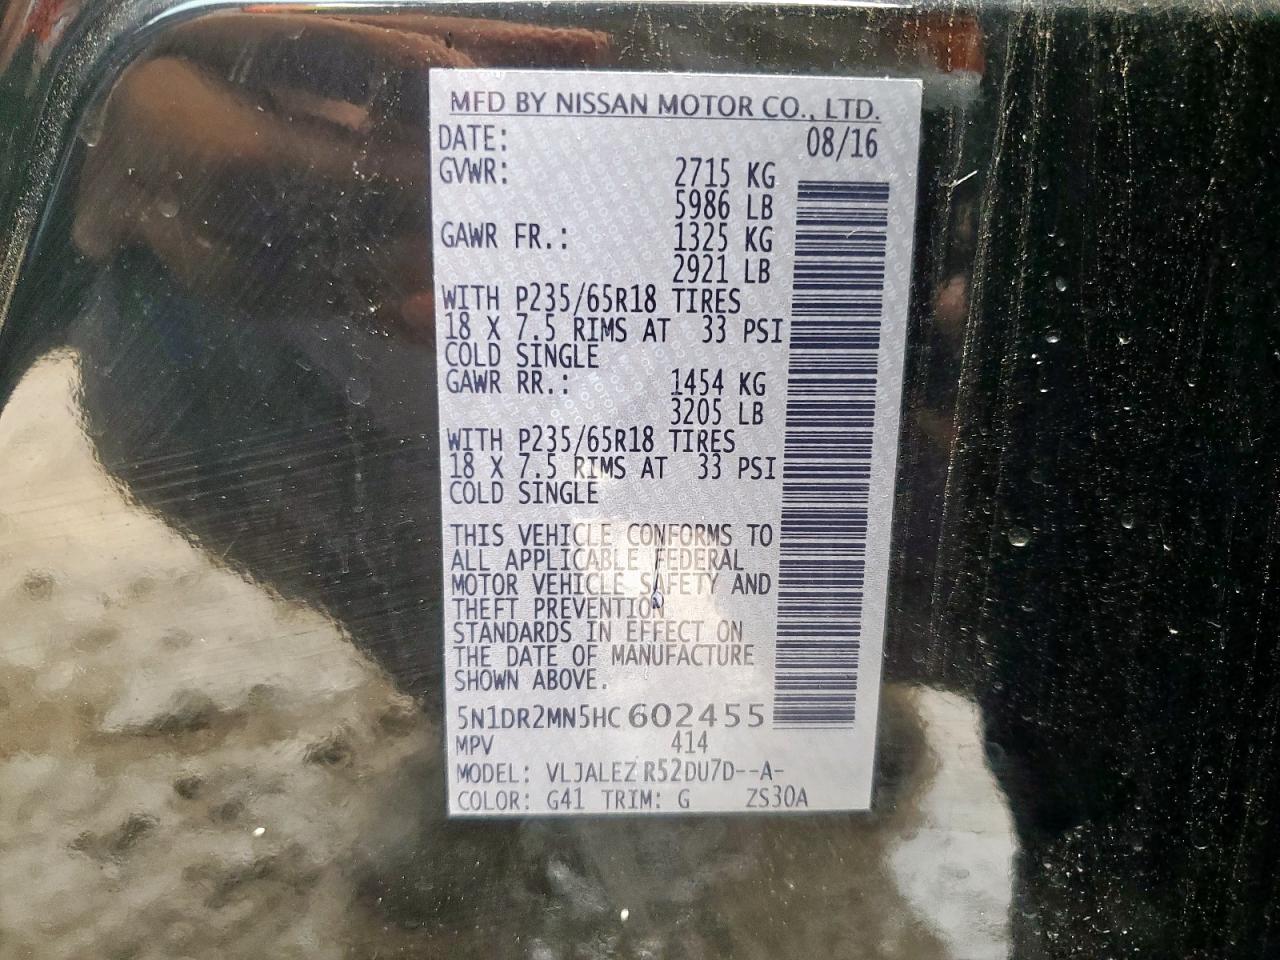 MFD BY NISSAN MOTOR CO., LTD.
DATE: 08/16
GVWR: 2715 KG
5986 LB
GAWR FR.: 1325 KG
2921 LB
WITH P235/65R18 TIRES
18 X 7.5 RIMS AT 33 PSI
COLD SINGLE
GAWR RR.: 1454 KG
3205 LB
WITH P235/65R18 TIRES
18 X 7.5 RIMS AT 33 PSI
COLD SINGLE
THIS VEHICLE CONFORMS TO
ALL APPLICABLE FEDERAL
MOTOR VEHICLE SAFETY AND
THEFT PREVENTION
STANDARDS IN EFFECT ON
THE DATE OF MANUFACTURE
SHOWN ABOVE.
5N1DR2MN5HC602455
MPV 414
MODEL: VLJALEZ R52DU7D--A-
COLOR: G41 TRIM: G ZS30A